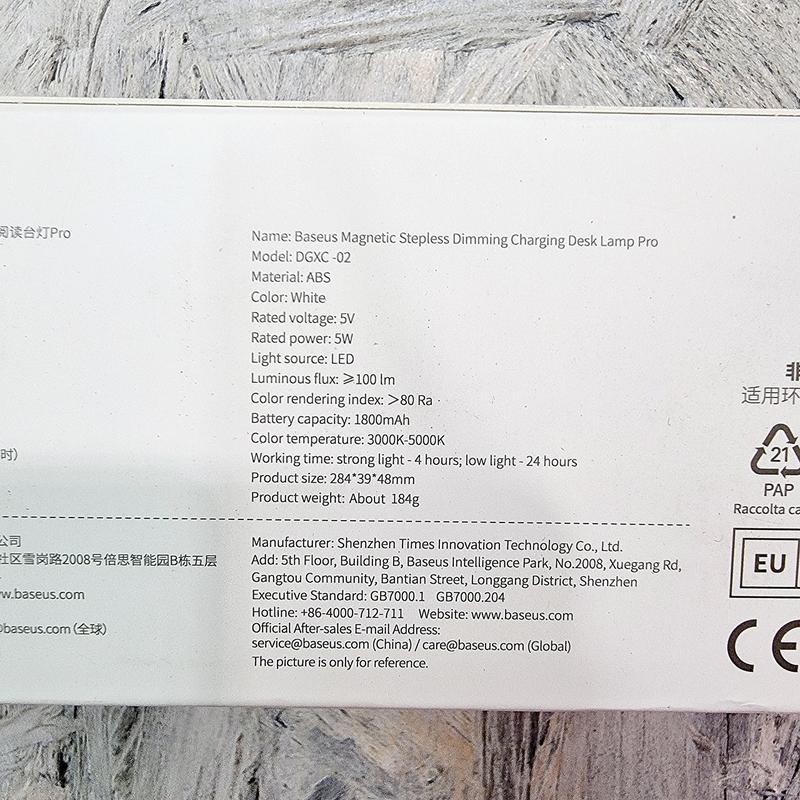 阅读台灯Pro
时）
公司
社区雪岗路2008号倍思智能园B栋五层
w.baseus.com
@baseus.com（全球）
Name: Baseus Magnetic Stepless Dimming Charging Desk Lamp Pro
Model: DGXC -02
Material: ABS
Color: White
Rated voltage: 5V
Rated power: 5W
Light source: LED
Luminous flux: ⩾100 lm
Color rendering index: >80 Ra
Battery capacity: 1800mAh
Color temperature: 3000K-5000K
Working time: strong light - 4 hours; low light - 24 hours
Product size: 284*39*48mm
Product weight: About 184g
Manufacturer: Shenzhen Times Innovation Technology Co., Ltd.
Add: 5th Floor, Building B, Baseus Intelligence Park, No.2008, Xuegang Rd,
Gangtou Community, Bantian Street, Longgang District, Shenzhen
Executive Standard: GB7000.1 GB7000.204
Hotline: +86-4000-712-711 Website: www.baseus.com
Official After-sales E-mail Address:
service@baseus.com (China) / care@baseus.com (Global)
The picture is only for reference.
非
适用环
21
PAP
Raccolta ca
EU
CE